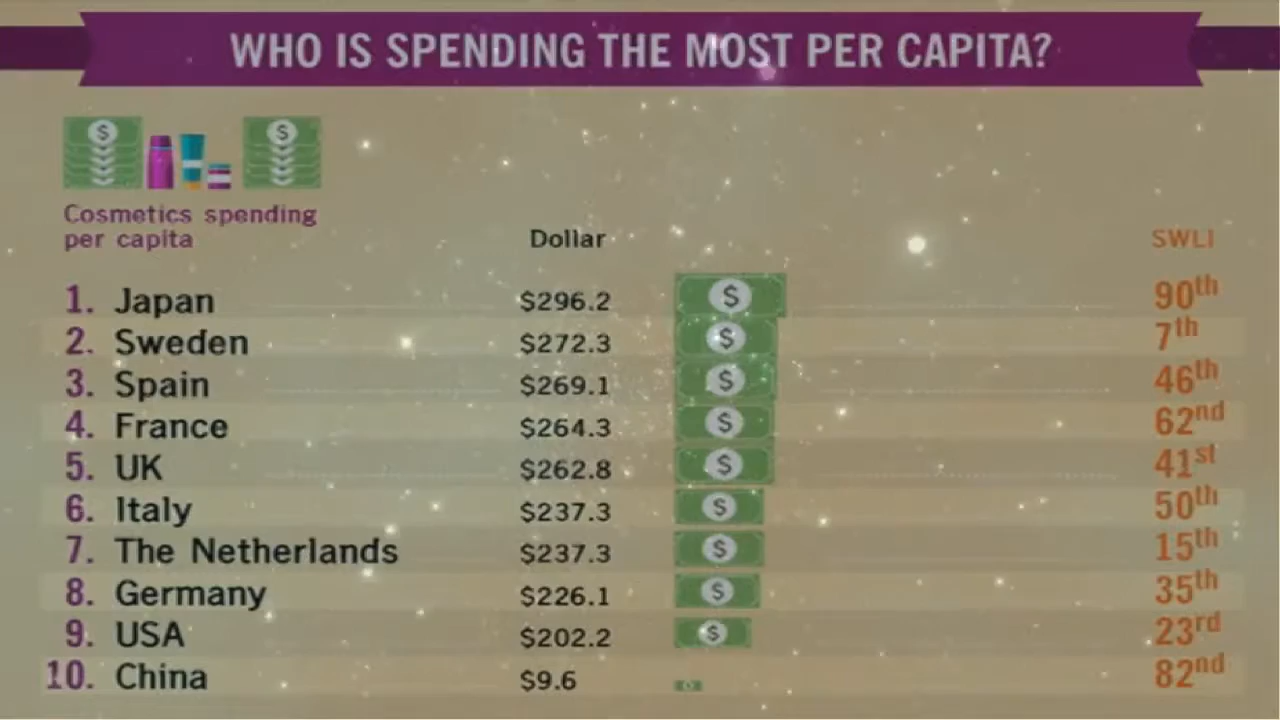 WHO IS SPENDING THE MOST PER CAPITA?
$ $
Cosmetics spending
per capita Dollar SWLI
1. Japan $296.2 $ 90th
2. Sweden $272.3 $ 7th
3. Spain $269.1 $ 46th
4. France $264.3 $ 62nd
5. UK $262.8 $ 41st
6. Italy $237.3 $ 50th
7. The Netherlands $237.3 $ 15th
8. Germany $226.1 $ 35th
9. USA $202.2 $ 23rd
10. China $9.6 82nd